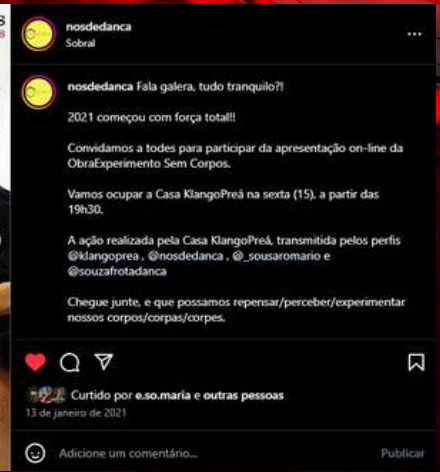 S
8
nosdedanca
Sobral
nosdedanca Fala galera, tudo tranquilo?!
2021 começou com força total!!
Convidamos a todes para participar da apresentação on-line da
ObraExperimento Sem Corpos.
Vamos ocupar a Casa KlangoPreá na sexta (15), a partir das
19h30.
A ação realizada pela Casa KlangoPreá, transmitida pelos perfis
@klangoprea , @nosdedanca , @_sousaromario e
@souzafrotadanca
Chegue junte, e que possamos repensar/perceber/experimentar
nossos corpos/corpas/corpes.
Curtido por e.so.maria e outras pessoas
13 de janeiro de 2021
Adicione um comentário... Publicar